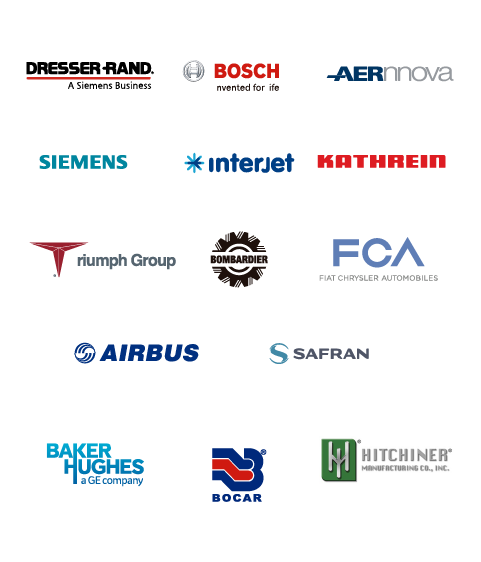 DRESSER-RAND.
A Siemens Business
BOSCH
nvented for ife
AERnnova
SIEMENS
interjet
KATHREIN
Triumph Group
BOMBARDIER
FCA
FIAT CHRYSLER AUTOMOBILES
AIRBUS
SAFRAN
BAKER
HUGHES
a GE company
BOCAR
HITCHINER
MANUFACTURING CO., INC.